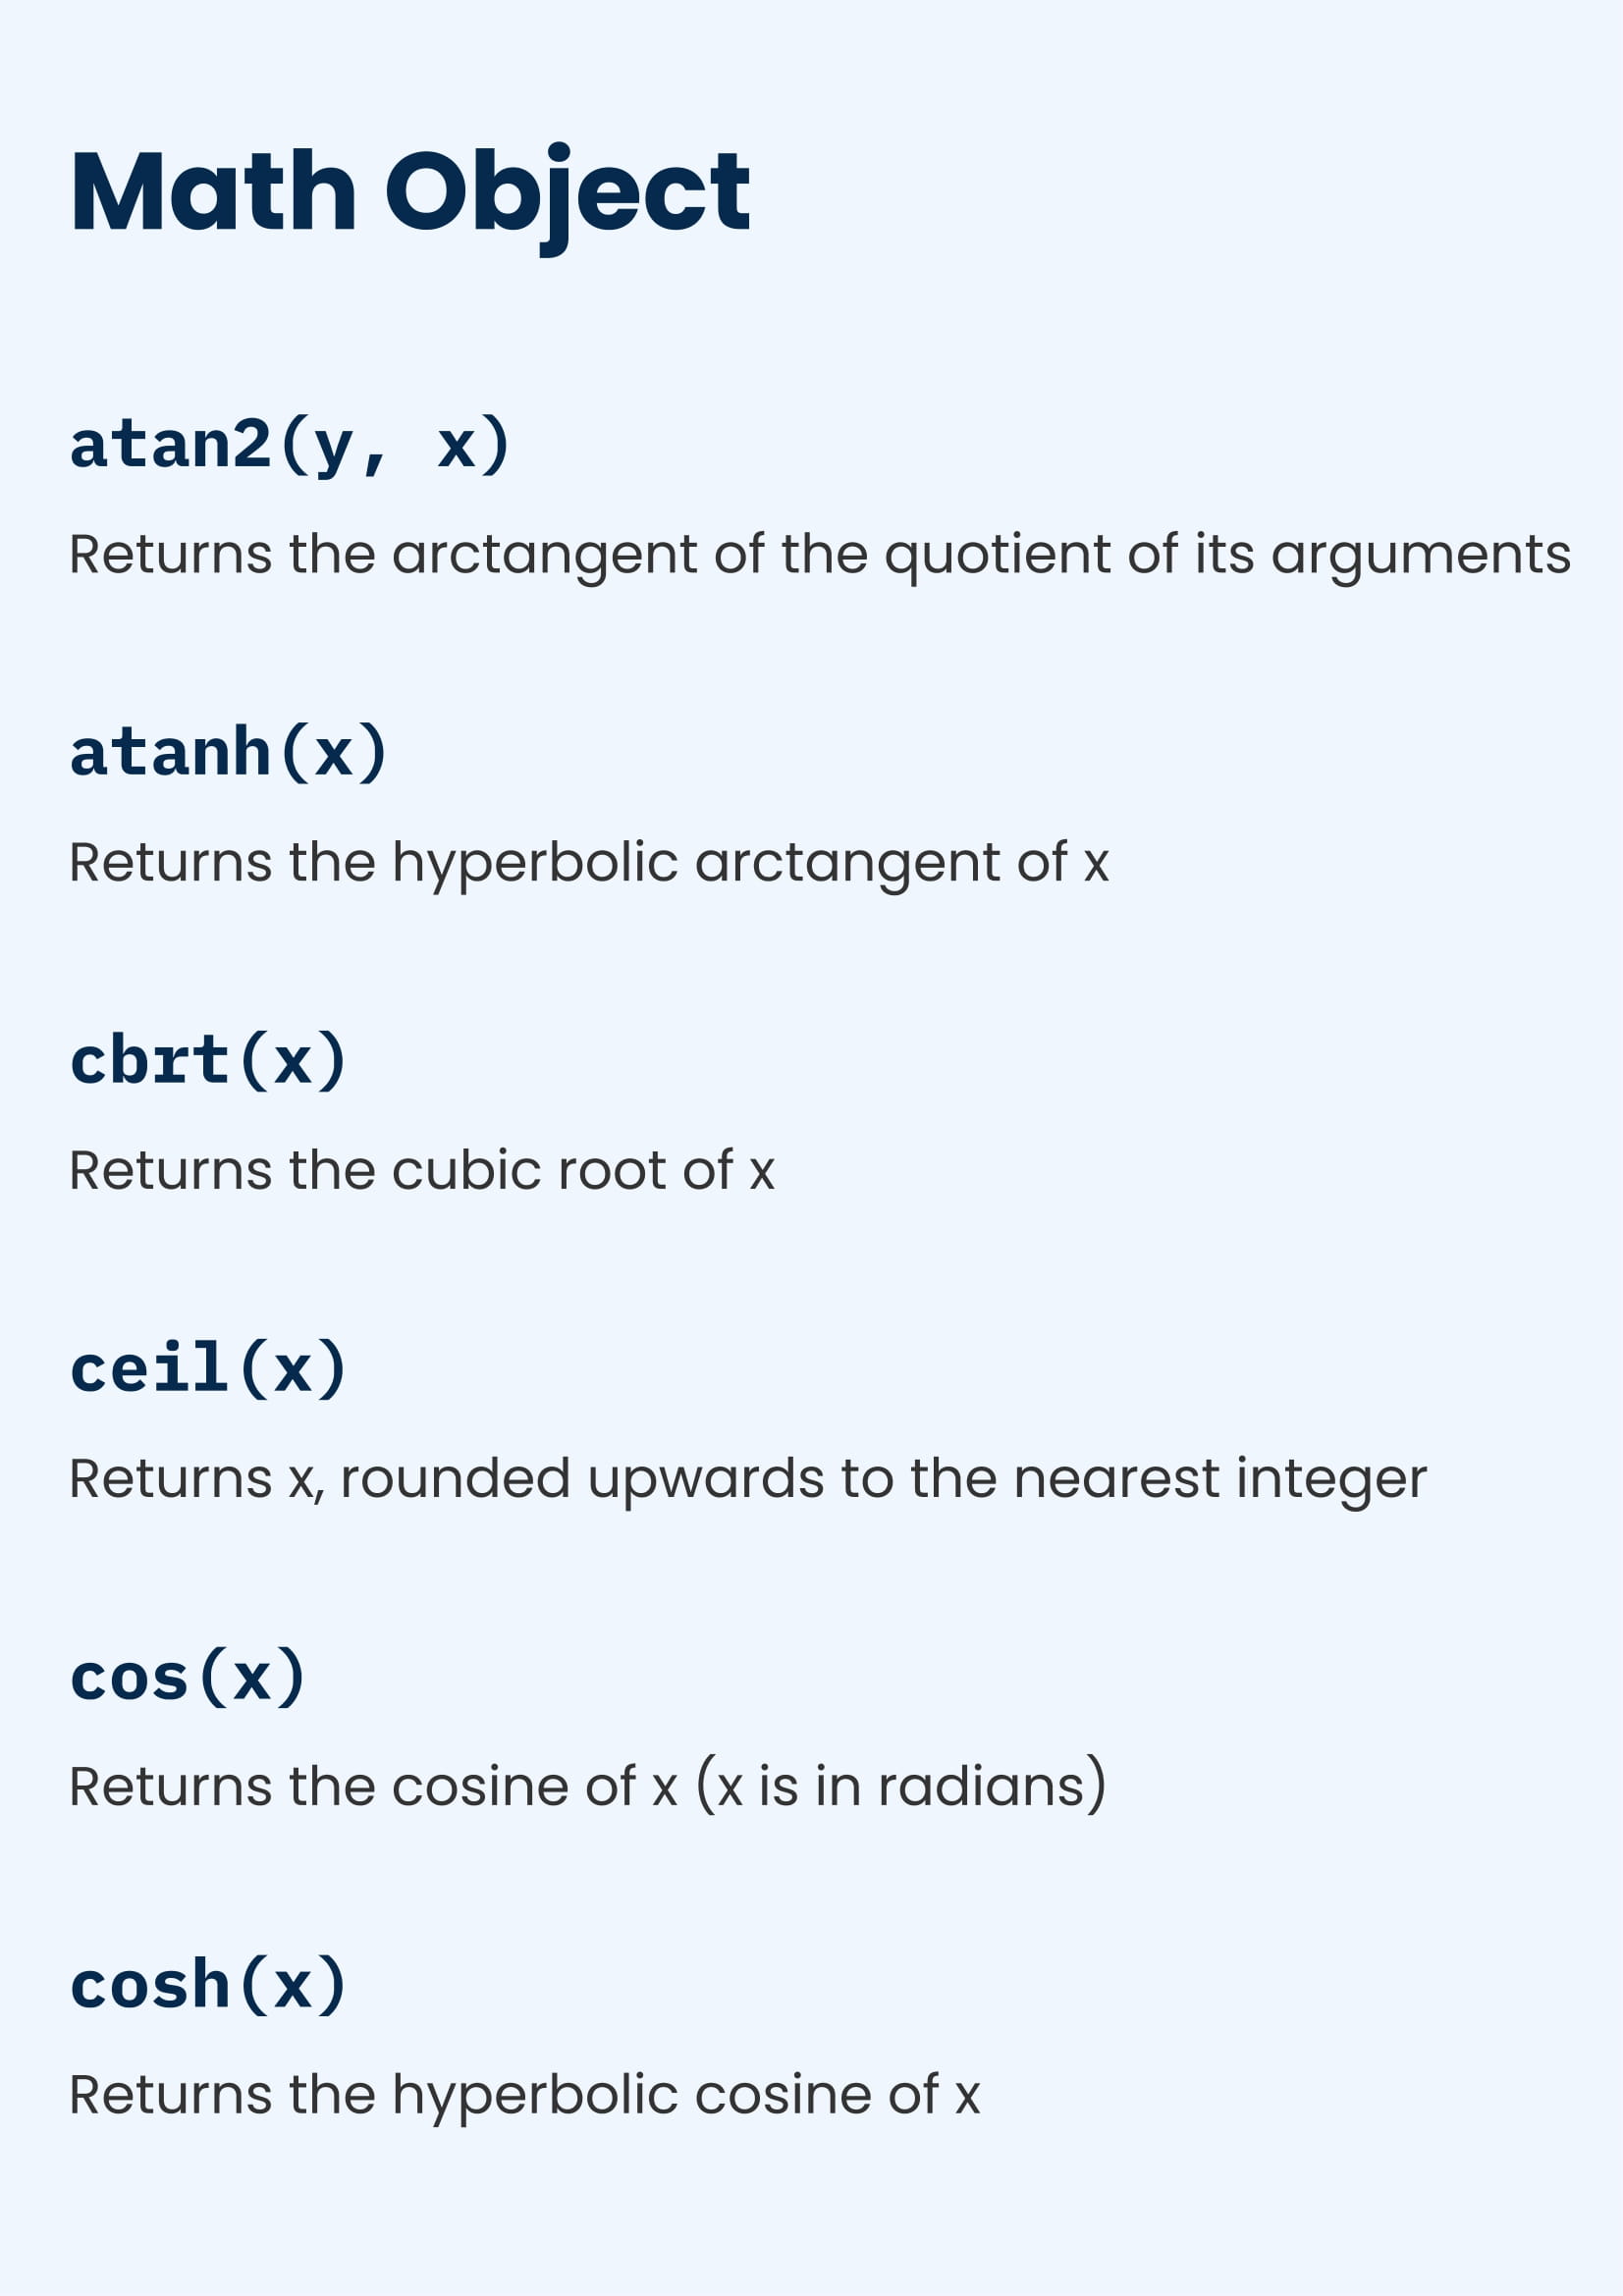 Math Object
atan2(y, x)
Returns the arctangent of the quotient of its arguments
atanh(x)
Returns the hyperbolic arctangent of x
cbrt(x)
Returns the cubic root of x
ceil(x)
Returns x, rounded upwards to the nearest integer
cos(x)
Returns the cosine of x (x is in radians)
cosh(x)
Returns the hyperbolic cosine of x